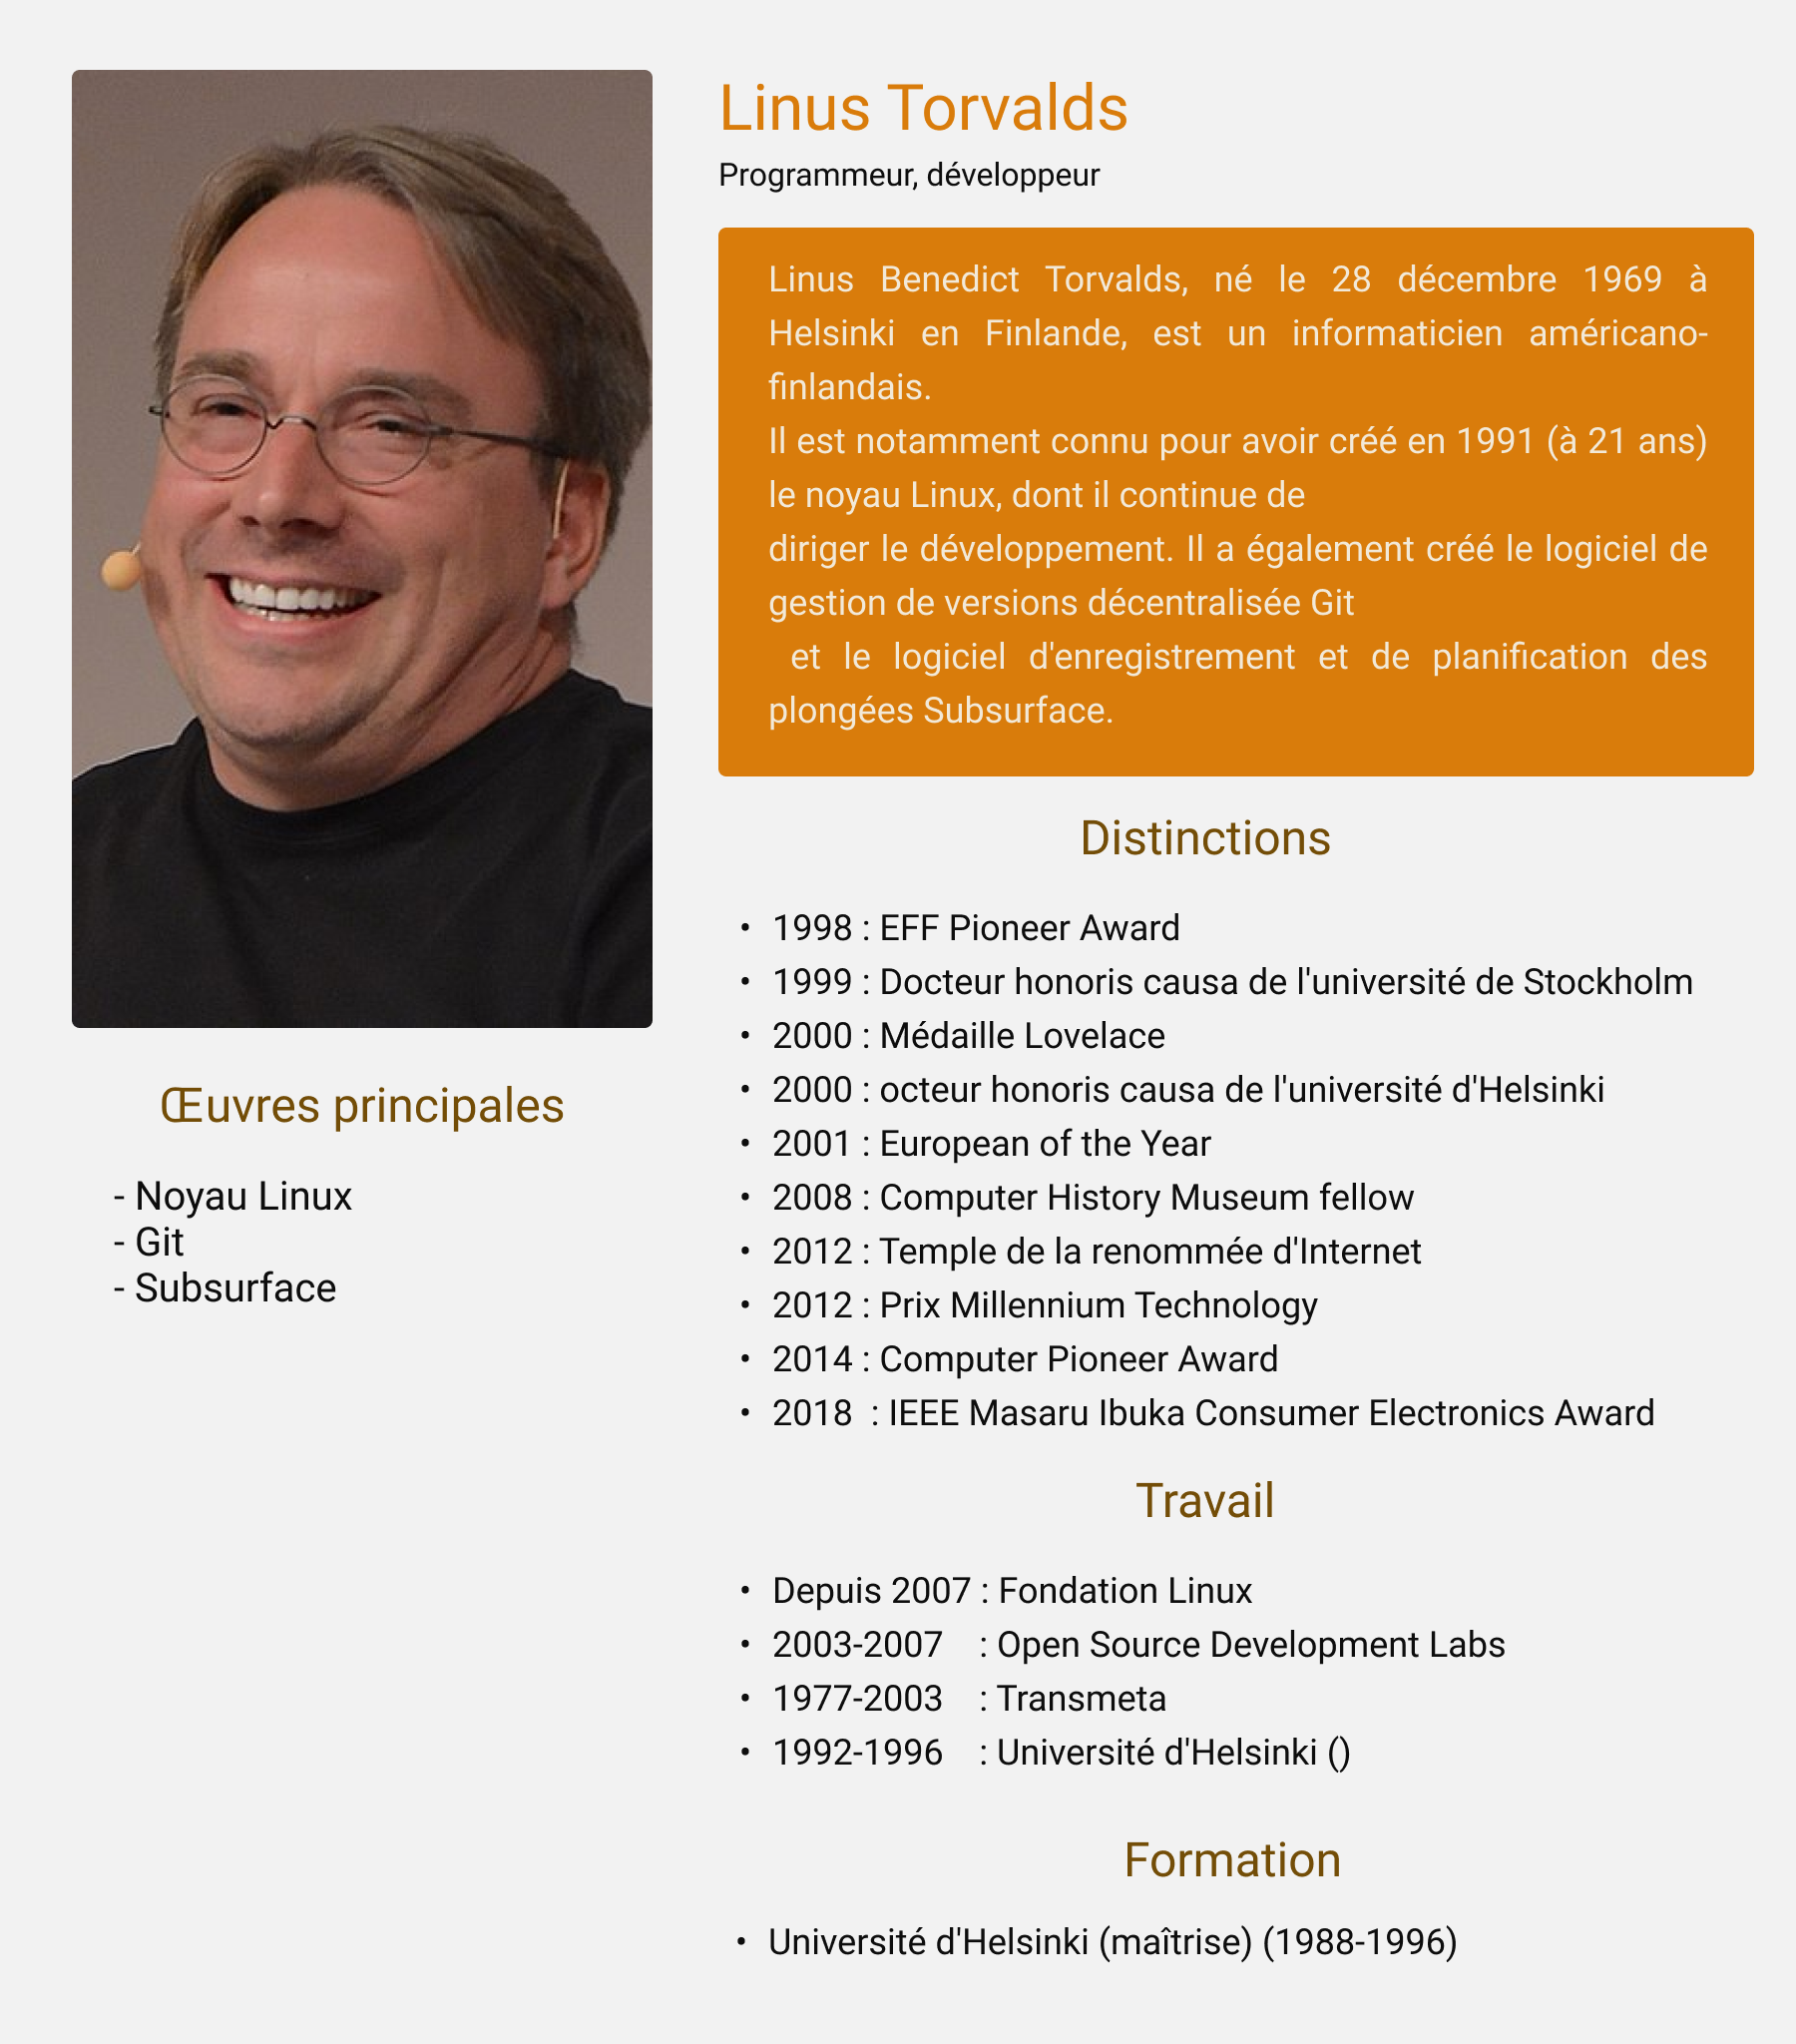 Linus Torvalds
Programmeur, développeur
Linus Benedict Torvalds, né le 28 décembre 1969 à
Helsinki en Finlande, est un informaticien américano-
finlandais.
Il est notamment connu pour avoir créé en 1991 (à 21 ans)
le noyau Linux, dont il continue de
diriger le développement. Il a également créé le logiciel de
gestion de versions décentralisée Git
et le logiciel d'enregistrement et de planification des
plongées Subsurface.
Œuvres principales
- Noyau Linux
- Git
- Subsurface
Distinctions
• 1998 : EFF Pioneer Award
• 1999 : Docteur honoris causa de l'université de Stockholm
• 2000 : Médaille Lovelace
• 2000 : octeur honoris causa de l'université d'Helsinki
• 2001 : European of the Year
• 2008 : Computer History Museum fellow
• 2012 : Temple de la renommée d'Internet
• 2012 : Prix Millennium Technology
• 2014 : Computer Pioneer Award
• 2018 : IEEE Masaru Ibuka Consumer Electronics Award
Travail
• Depuis 2007 : Fondation Linux
• 2003-2007 : Open Source Development Labs
• 1977-2003 : Transmeta
• 1992-1996 : Université d'Helsinki ()
Formation
• Université d'Helsinki (maîtrise) (1988-1996)